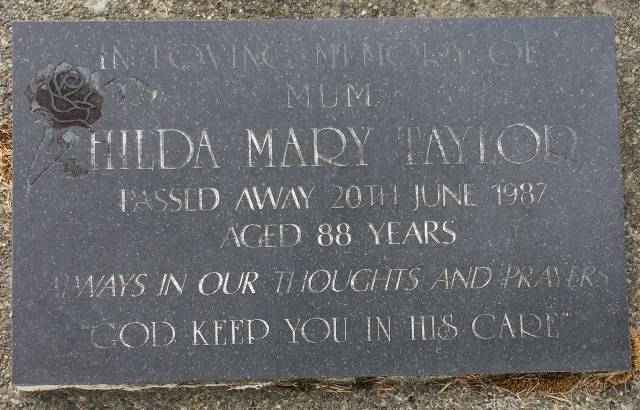 IN LOVING MEMORY OF
MUM
HILDA MARY TAYLOR
PASSED AWAY 20TH JUNE 1987
AGED 88 YEARS
ALWAYS IN OUR THOUGHTS AND PRAYERS
"GOD KEEP YOU IN HIS CARE"